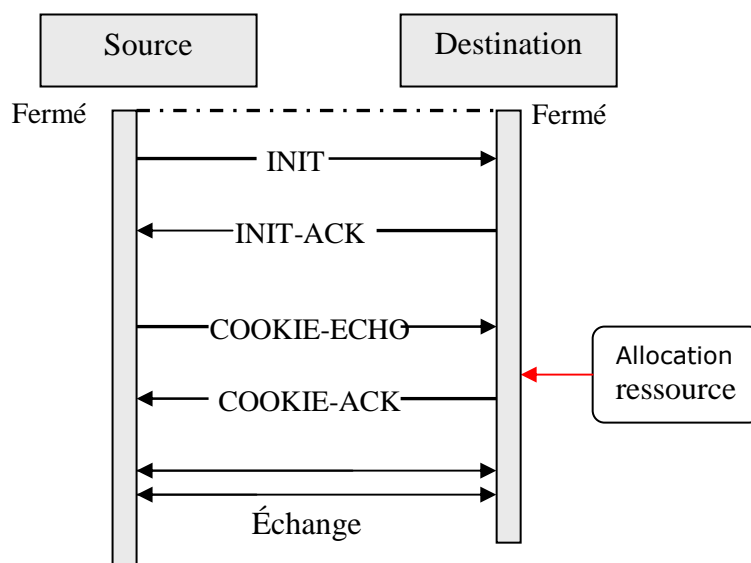 Source
Destination
Fermé
Fermé
INIT
INIT-ACK
COOKIE-ECHO
Allocation
ressource
COOKIE-ACK
Échange